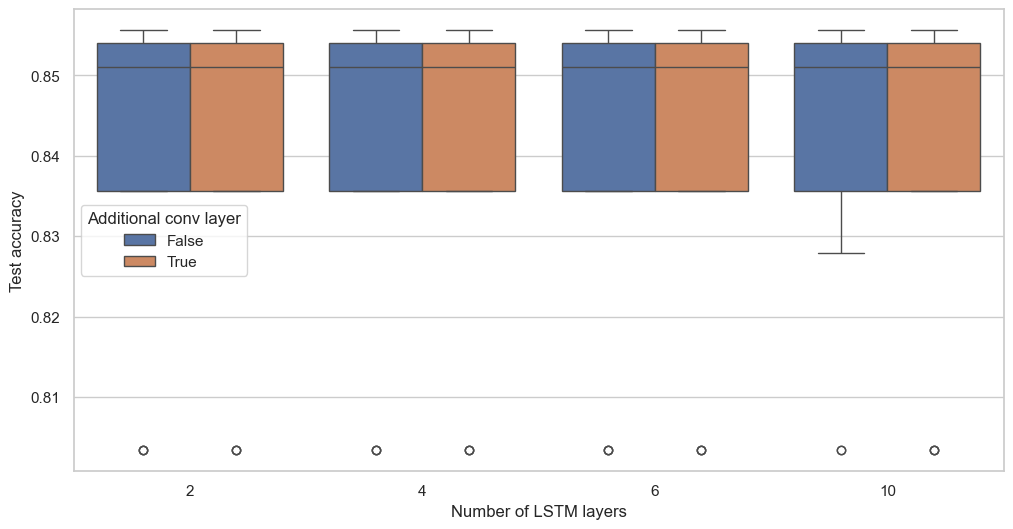 0.85
0.84
0.83
0.82
0.81
Test accuracy
Additional conv layer
False
True
2 4 6 10
Number of LSTM layers